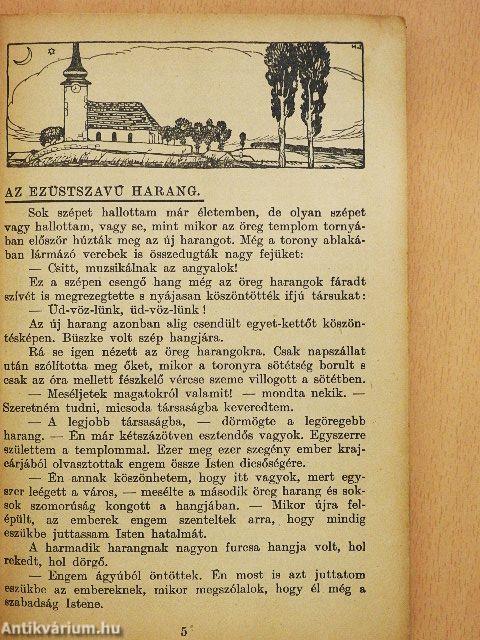 H J
AZ EZÜSTSZAVÚ HARANG.
Sok szépet hallottam már életemben, de olyan szépet
vagy hallottam, vagy se, mint mikor az öreg templom tornyá-
ban először húzták meg az új harangot. Még a torony ablaká-
ban lármázó verebek is összedugták nagy fejüket:
— Csitt, muzsikálnak az angyalok!
Ez a szépen csengő hang még az öreg harangok fáradt
szívét is megrezegtette s nyájasan köszöntötték ifjú társukat:
— Üd-vöz-lünk, üd-vöz-lünk!
Az új harang azonban alig csendült egyet-kettőt köszön-
tésképen. Büszke volt szép hangjára.
Rá se igen nézett az öreg harangokra. Csak napszállat
után szólította meg őket, mikor a toronyra sötétség borult s
csak az óra mellett fészkelő vércse szeme villogott a sötétben.
— Meséljetek magatokról valamit! — mondta nekik. —
Szeretném tudni, micsoda társaságba keveredtem.
— A legjobb társaságba, — dörmögte a legöregebb
harang. — Én már kétszázötven esztendős vagyok. Egyszerre
születtem a templommal. Ezer meg ezer szegény ember kraj-
cárjából olvasztottak engem össze Isten dicsőségére.
— Én annak köszönhetem, hogy itt vagyok, mert egy-
szer leégett a város, — mesélte a második öreg harang és sok-
sok szomorúság kongott a hangjában. — Mikor újra fel-
épült, az emberek engem szenteltek arra, hogy mindig
eszükbe juttassam Isten hatalmát.
A harmadik harangnak nagyon furcsa hangja volt, hol
rekedt, hol dörgő.
— Engem ágyúból öntöttek. Én most is azt juttatom
eszükbe az embereknek, mikor megszólalok, hogy él még a
szabadság Istene.
5
Antikvárium.hu